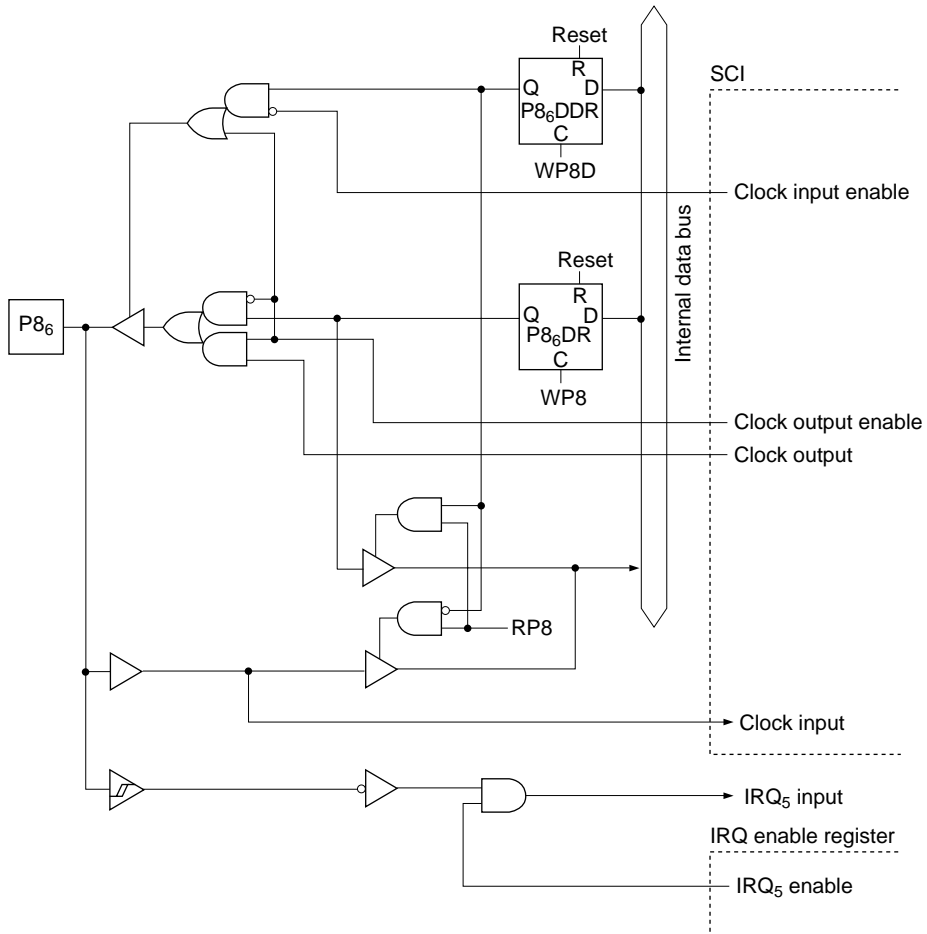 Reset
R
Q D
P8₆DDR
C
WP8D
SCI
Clock input enable
Internal data bus
Reset
R
Q D
P8₆DR
C
WP8
P8₆
Clock output enable
Clock output
RP8
Clock input
IRQ₅ input
IRQ enable register
IRQ₅ enable